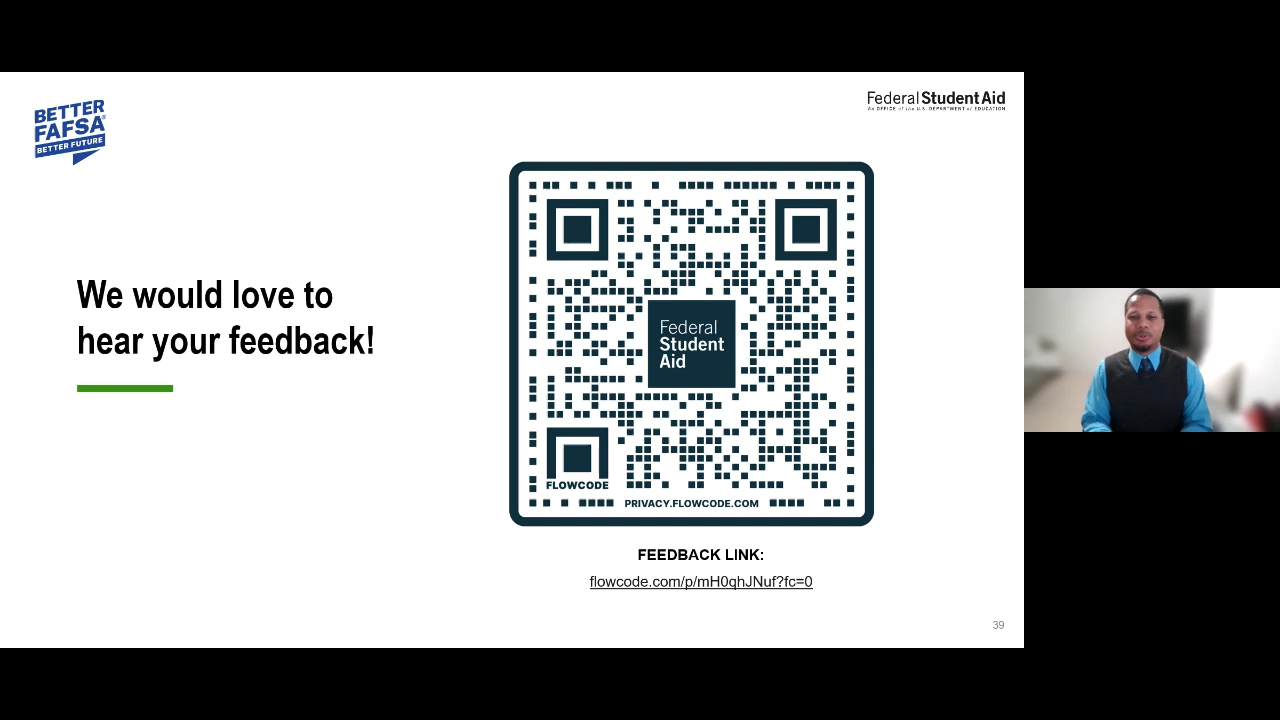 BETTER
FAFSA®
BETTER FUTURE
Federal Student Aid
An OFFICE of the U.S. DEPARTMENT of EDUCATION
We would love to
hear your feedback!
Federal
Student
Aid
FLOWCODE
PRIVACY.FLOWCODE.COM
FEEDBACK LINK:
flowcode.com/p/mH0qhJNuf?fc=0
39